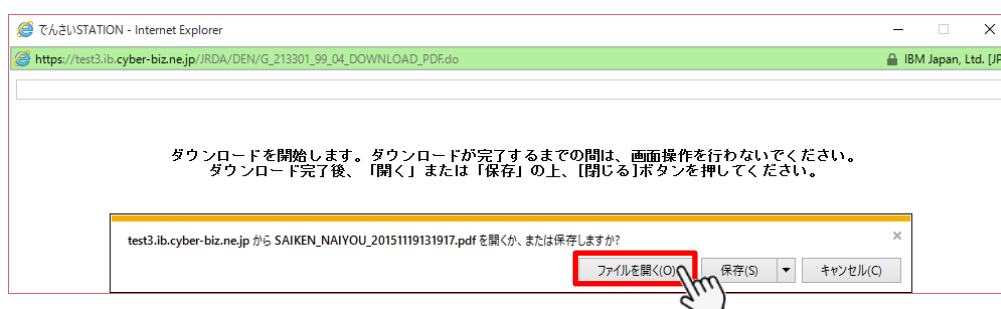 でんさいSTATION - Internet Explorer
https://test3.ib.cyber-biz.ne.jp/JRDA/DEN/G_213301_99_04_DOWNLOAD_PDF.do
IBM Japan, Ltd. [JP
ダウンロードを開始します。ダウンロードが完了するまでの間は、画面操作を行わないでください。
ダウンロード完了後、「開く」または「保存」の上、[閉じる]ボタンを押してください。
test3.ib.cyber-biz.ne.jp から SAIKEN_NAIYOU_20151119131917.pdf を開くか、または保存しますか?
ファイルを開く(O) 保存(S) キャンセル(C)